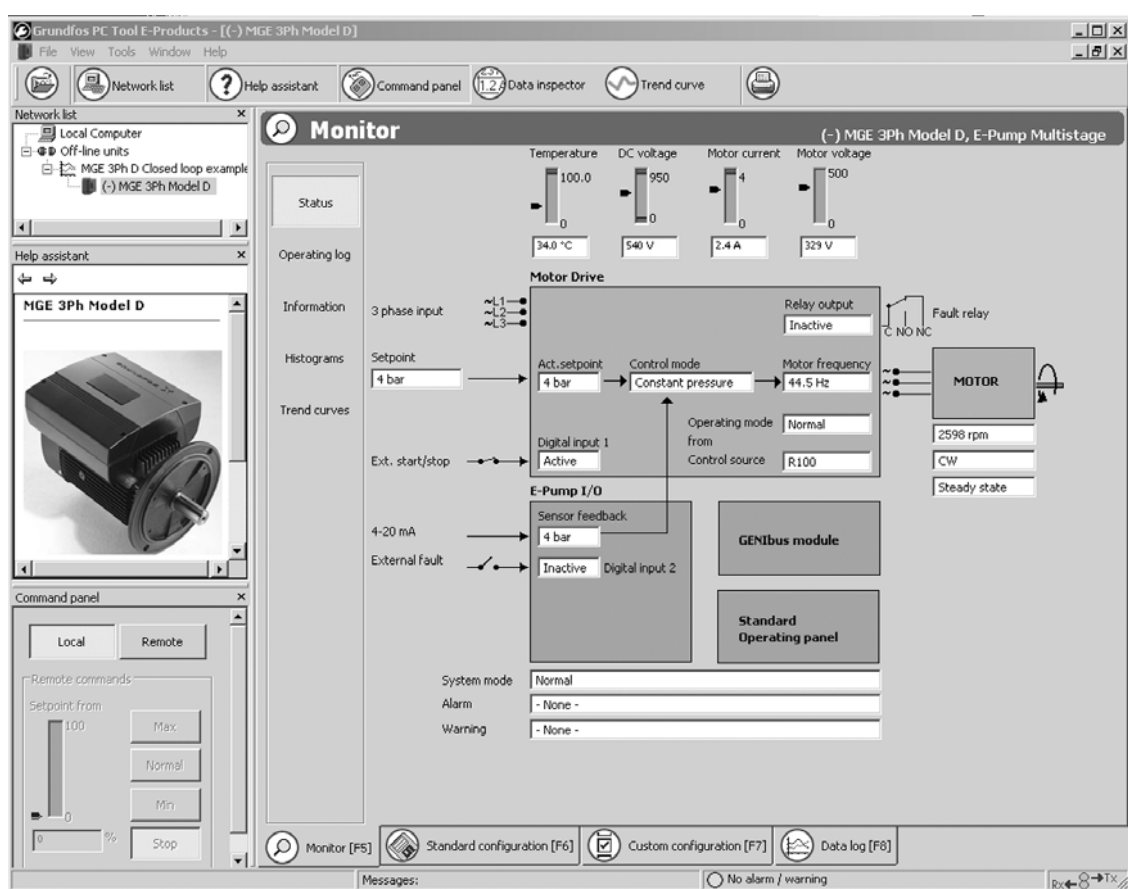 Grundfos PC Tool E-Products - [(-) MGE 3Ph Model D]
File View Tools Window Help
Network list Help assistant Command panel Data inspector Trend curve
Network list
Local Computer
Off-line units
MGE 3Ph D Closed loop example
(-) MGE 3Ph Model D
Help assistant
MGE 3Ph Model D
Command panel
Local Remote
Remote commands
Setpoint from
100
Max
Normal
Min
0
0 %
Stop
Monitor
(-) MGE 3Ph Model D, E-Pump Multistage
Status
Operating log
Information
Histograms
Trend curves
Temperature DC voltage Motor current Motor voltage
100.0 950 4 500
0 0 0 0
34.0 °C 540 V 2.4 A 329 V
Motor Drive
3 phase input
~L1
~L2
~L3
Relay output
Inactive
Fault relay
C NO NC
Setpoint
4 bar
Act.setpoint Control mode Motor frequency
4 bar Constant pressure 44.5 Hz
MOTOR
Operating mode Normal
from
Control source R100
2598 rpm
CW
Steady state
Digital input 1
Ext. start/stop Active
E-Pump I/O
Sensor feedback
4-20 mA 4 bar
External fault Inactive Digital input 2
GENIbus module
Standard
Operating panel
System mode Normal
Alarm - None -
Warning - None -
Monitor [F5] Standard configuration [F6] Custom configuration [F7] Data log [F8]
Messages: No alarm / warning Rx Tx